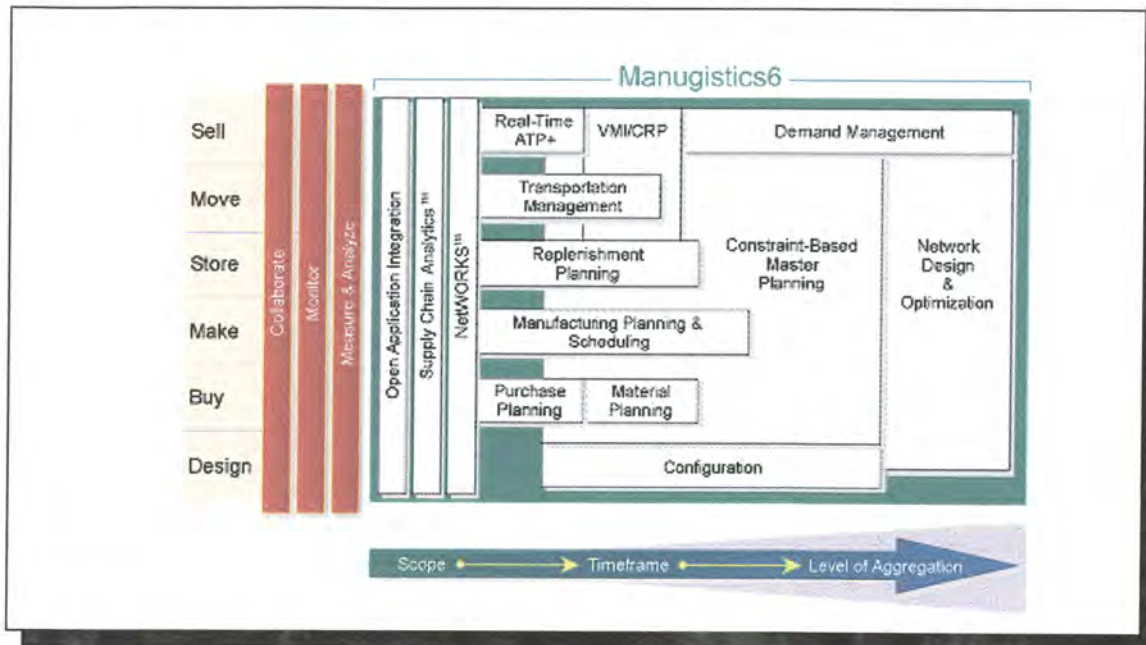 Manugistics6
Sell
Move
Store
Make
Buy
Design
Collaborate
Monitor
Measure & Analyze
Open Application Integration
Supply Chain Analytics™
NetWORKS™
Real-Time
ATP+
VMI/CRP
Demand Management
Transportation
Management
Replenishment
Planning
Constraint-Based
Master
Planning
Network
Design
&
Optimization
Manufacturing Planning &
Scheduling
Purchase
Planning
Material
Planning
Configuration
Scope
Timeframe
Level of Aggregation